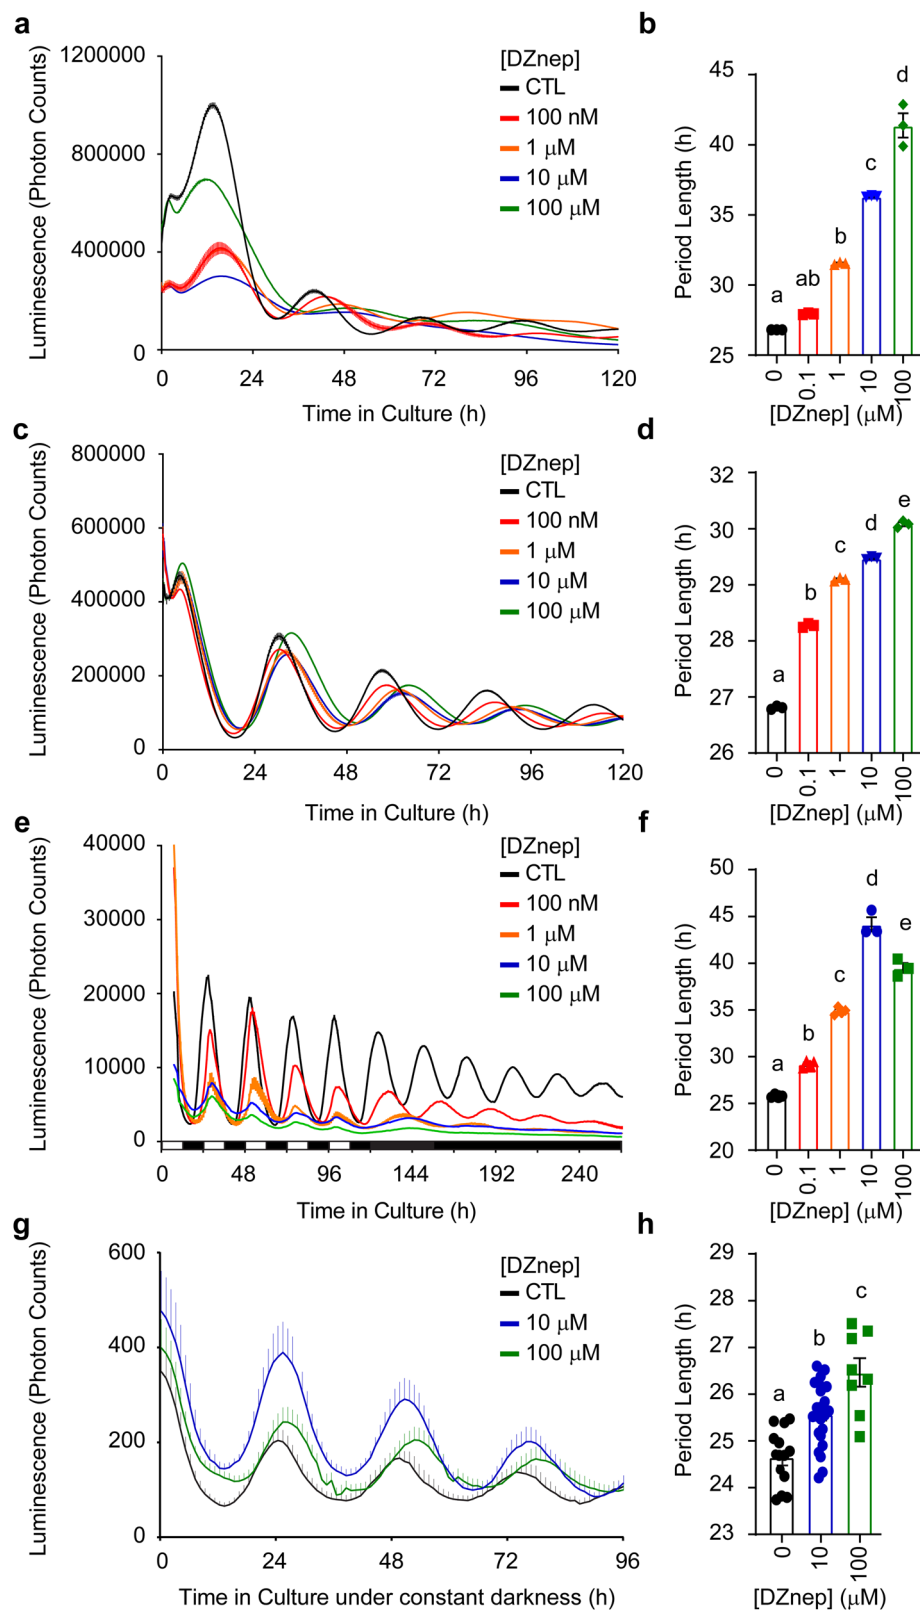 a
Luminescence (Photon Counts)
1200000
800000
400000
0
0 24 48 72 96 120
Time in Culture (h)
[DZnep]
CTL
100 nM
1 μM
10 μM
100 μM
b
Period Length (h)
45
40
35
30
25
a ab b c d
0 0.1 1 10 100
[DZnep] (μM)
c
Luminescence (Photon Counts)
800000
600000
400000
200000
0
0 24 48 72 96 120
Time in Culture (h)
[DZnep]
CTL
100 nM
1 μM
10 μM
100 μM
d
Period Length (h)
32
30
29
28
27
26
a b c d e
0 0.1 1 10 100
[DZnep] (μM)
e
Luminescence (Photon Counts)
40000
30000
20000
10000
0
0 48 96 144 192 240
Time in Culture (h)
[DZnep]
CTL
100 nM
1 μM
10 μM
100 μM
f
Period Length (h)
50
45
40
35
30
25
20
a b c d e
0 0.1 1 10 100
[DZnep] (μM)
g
Luminescence (Photon Counts)
600
400
200
0
0 24 48 72 96
Time in Culture under constant darkness (h)
[DZnep]
CTL
10 μM
100 μM
h
Period Length (h)
29
28
27
26
25
24
23
a b c
0 10 100
[DZnep] (μM)